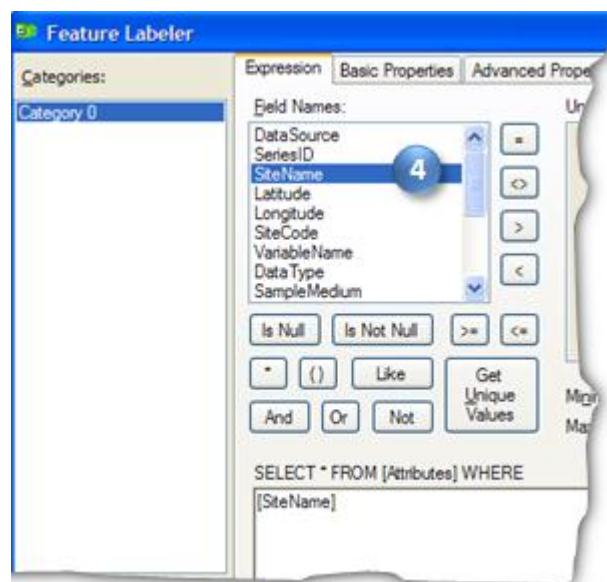 Feature Labeler
Categories:
Category 0
Expression
Basic Properties
Advanced Prope
Field Names:
DataSource
SeriesID
SiteName
Latitude
Longitude
SiteCode
VariableName
DataType
SampleMedium
4
=
<>
>
<
Is Null
Is Not Null
>=
<=
*
()
Like
Get
Unique
Values
And
Or
Not
SELECT * FROM [Attributes] WHERE
[SiteName]